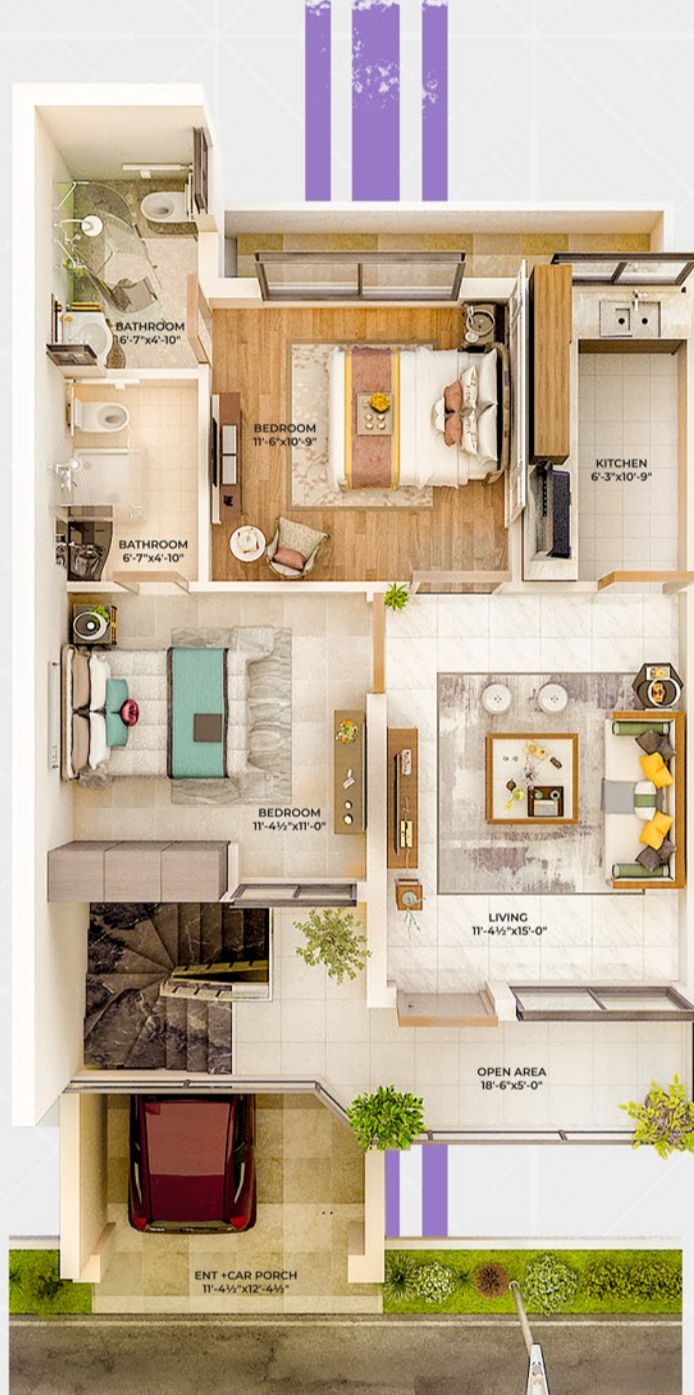 BATHROOM
6'-7"x4'-10"
BEDROOM
11'-6"x10'-9"
KITCHEN
6'-3"x10'-9"
BATHROOM
6'-7"x4'-10"
BEDROOM
11'-4½"x11'-0"
LIVING
11'-4½"x15'-0"
OPEN AREA
18'-6"x5'-0"
ENT +CAR PORCH
11'-4½"x12'-4½"